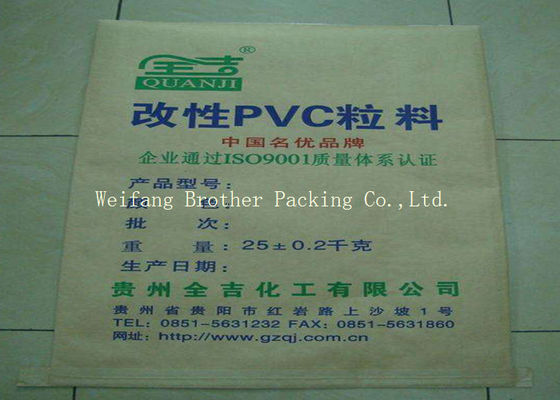 全吉®
QUANJI
改性PVC粒料
中国名优品牌
企业通过ISO9001质量体系认证
产品型号：
Weifang Brother Packing Co.,Ltd.
批 次：
重 量：25±0.2千克
生产日期：
贵州全吉化工有限公司
贵州省贵阳市红岩路上沙坡1号
TEL: 0851-5631232 FAX: 0851-5631860
网址: http://www.gzqj.com.cn